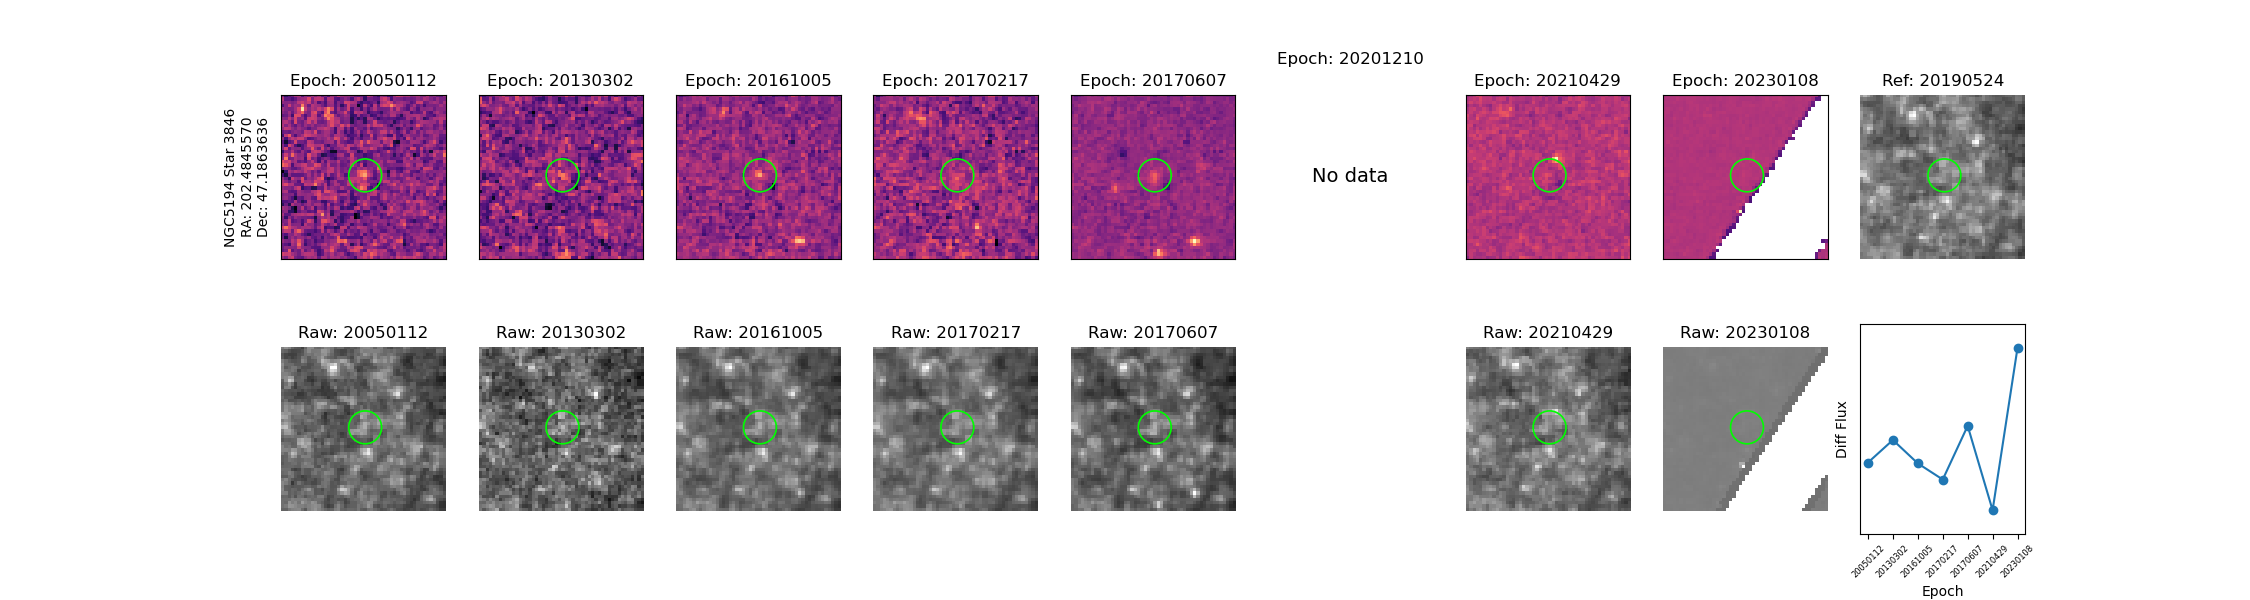 NGC5194 Star 3846
RA: 202.4845570
Dec: 47.1863636
Epoch: 20050112
Epoch: 20130302
Epoch: 20161005
Epoch: 20170217
Epoch: 20170607
Epoch: 20201210
No data
Epoch: 20210429
Epoch: 20230108
Ref: 20190524
Raw: 20050112
Raw: 20130302
Raw: 20161005
Raw: 20170217
Raw: 20170607
Raw: 20210429
Raw: 20230108
Diff Flux
20050112
20130302
20161005
20170217
20170607
20210429
20230108
Epoch